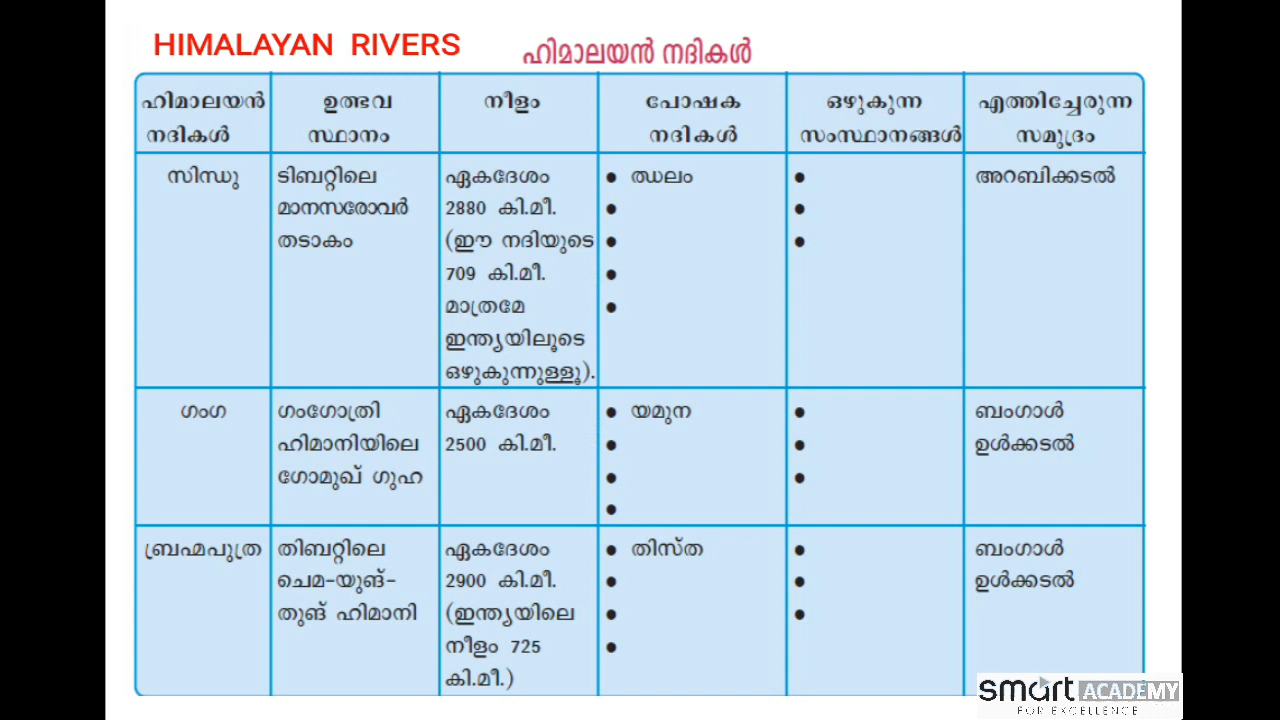 HIMALAYAN RIVERS
ഹിമാലയൻ നദികൾ
ഹിമാലയൻ നദികൾ
ഉത്ഭവ സ്ഥാനം
നീളം
പോഷക നദികൾ
ഒഴുകുന്ന സംസ്ഥാനങ്ങൾ
എത്തിച്ചേരുന്ന സമുദ്രം
സിന്ധു
ടിബറ്റിലെ
മാനസരോവർ
തടാകം
ഏകദേശം
2880 കി.മീ.
(ഈ നദിയുടെ
709 കി.മീ.
മാത്രമേ
ഇന്ത്യയിലൂടെ
ഒഴുകുന്നുള്ളൂ).
• ഝലം
•
•
•
•
•
•
•
അറബിക്കടൽ
ഗംഗ
ഗംഗോത്രി
ഹിമാനിയിലെ
ഗോമുഖ് ഗുഹ
ഏകദേശം
2500 കി.മീ.
• യമുന
•
•
•
•
•
•
ബംഗാൾ
ഉൾക്കടൽ
ബ്രഹ്മപുത്ര
തിബറ്റിലെ
ചെമ-യുങ്-
തുങ് ഹിമാനി
ഏകദേശം
2900 കി.മീ.
(ഇന്ത്യയിലെ
നീളം 725
കി.മീ.)
• തിസ്ത
•
•
•
•
•
•
ബംഗാൾ
ഉൾക്കടൽ
smart ACADEMY
FOR EXCELLENCE